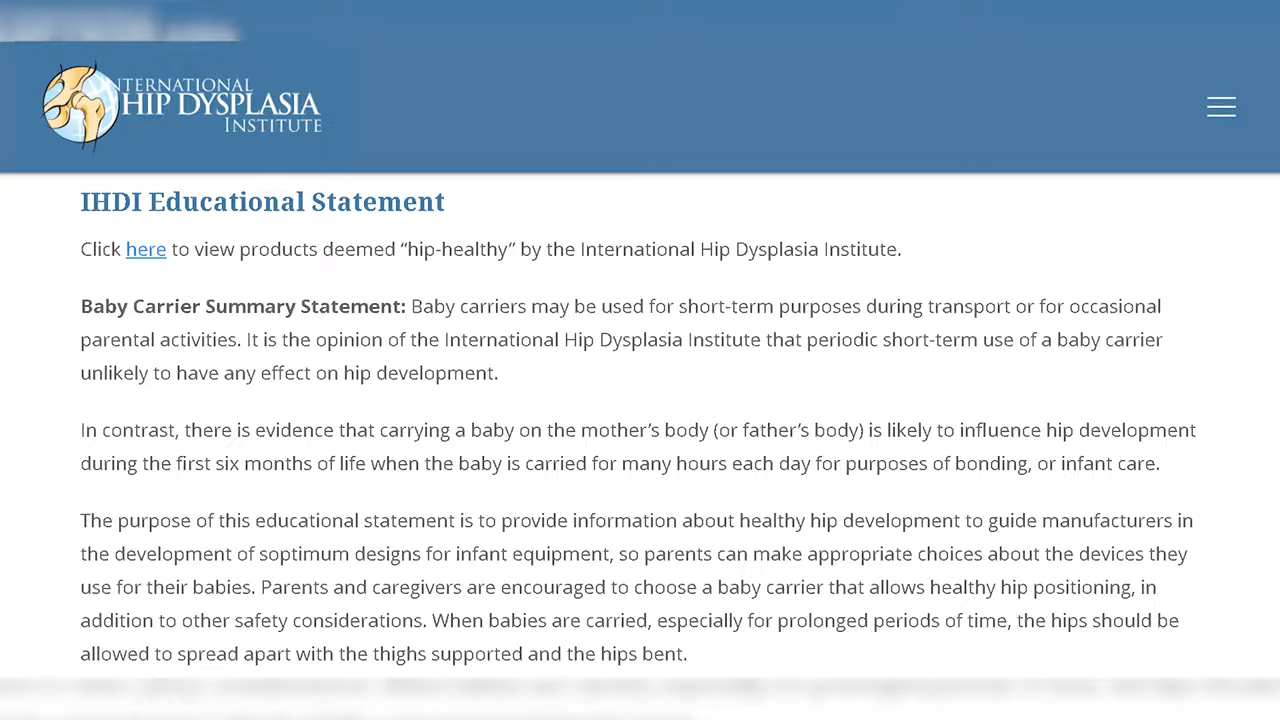 INTERNATIONAL
HIP DYSPLASIA
INSTITUTE
IHDI Educational Statement
Click here to view products deemed “hip-healthy” by the International Hip Dysplasia Institute.
Baby Carrier Summary Statement: Baby carriers may be used for short-term purposes during transport or for occasional
parental activities. It is the opinion of the International Hip Dysplasia Institute that periodic short-term use of a baby carrier
unlikely to have any effect on hip development.
In contrast, there is evidence that carrying a baby on the mother’s body (or father’s body) is likely to influence hip development
during the first six months of life when the baby is carried for many hours each day for purposes of bonding, or infant care.
The purpose of this educational statement is to provide information about healthy hip development to guide manufacturers in
the development of soptimum designs for infant equipment, so parents can make appropriate choices about the devices they
use for their babies. Parents and caregivers are encouraged to choose a baby carrier that allows healthy hip positioning, in
addition to other safety considerations. When babies are carried, especially for prolonged periods of time, the hips should be
allowed to spread apart with the thighs supported and the hips bent.